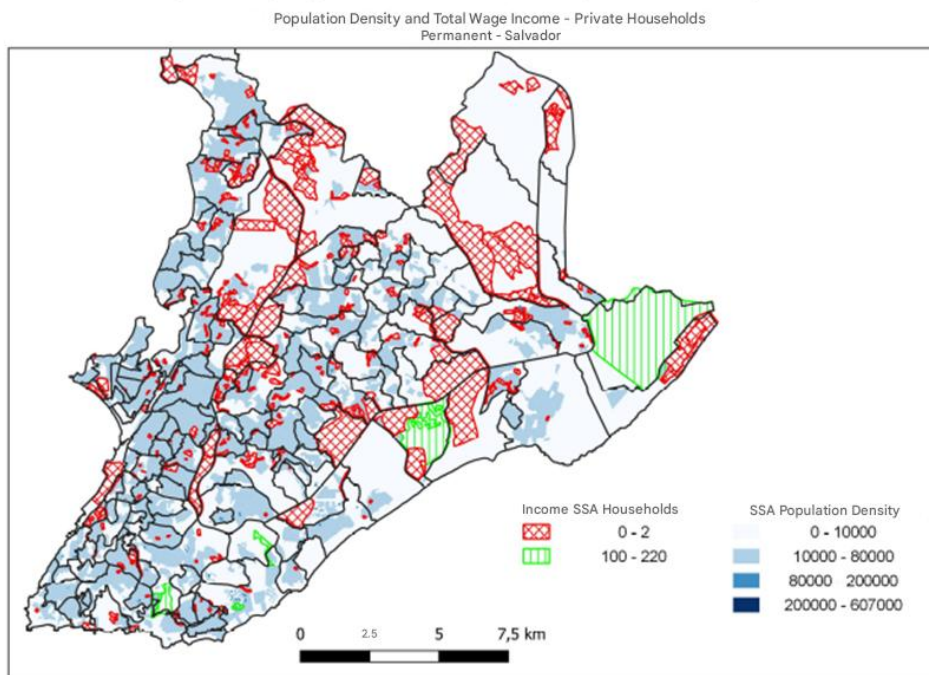 Population Density and Total Wage Income - Private Households
Permanent - Salvador
Income SSA Households
0 - 2
100 - 220
SSA Population Density
0 - 10000
10000 - 80000
80000 200000
200000 - 607000
0 2.5 5 7,5 km